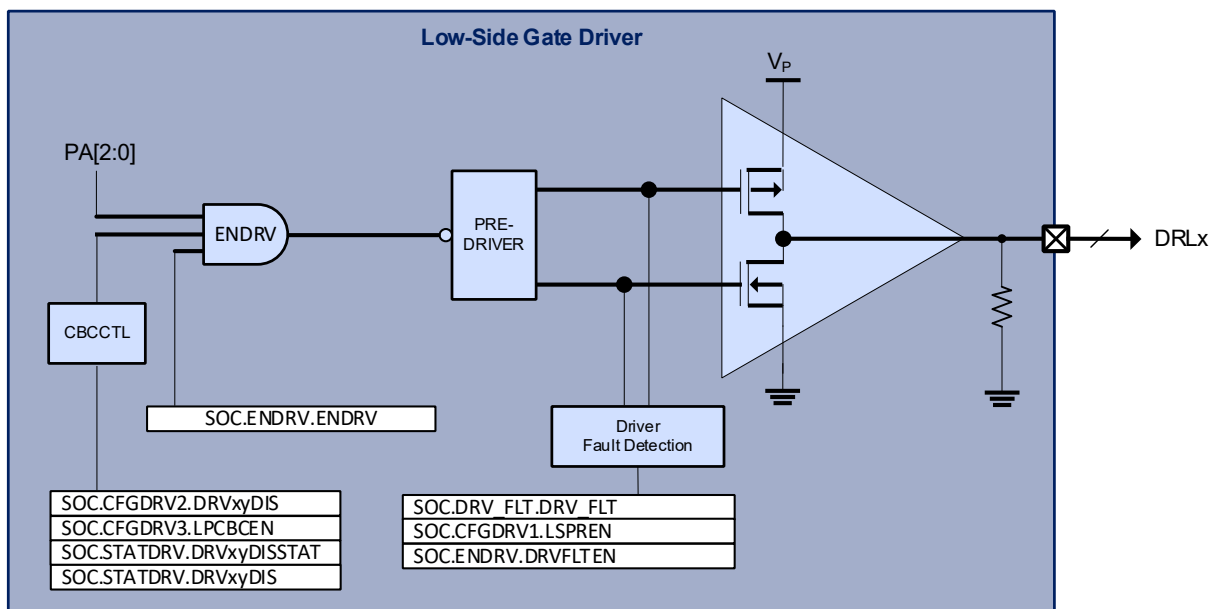 Low-Side Gate Driver
VP
PA[2:0]
ENDRV
PRE-
DRIVER
DRLx
CBCCTL
SOC.ENDRV.ENDRV
Driver
Fault Detection
SOC.CFGDRV2.DRVxyDIS
SOC.CFGDRV3.LPCBCEN
SOC.STATDRV.DRVxyDISSTAT
SOC.STATDRV.DRVxyDIS
SOC.DRV_FLT.DRV_FLT
SOC.CFGDRV1.LSPREN
SOC.ENDRV.DRVFLTEN